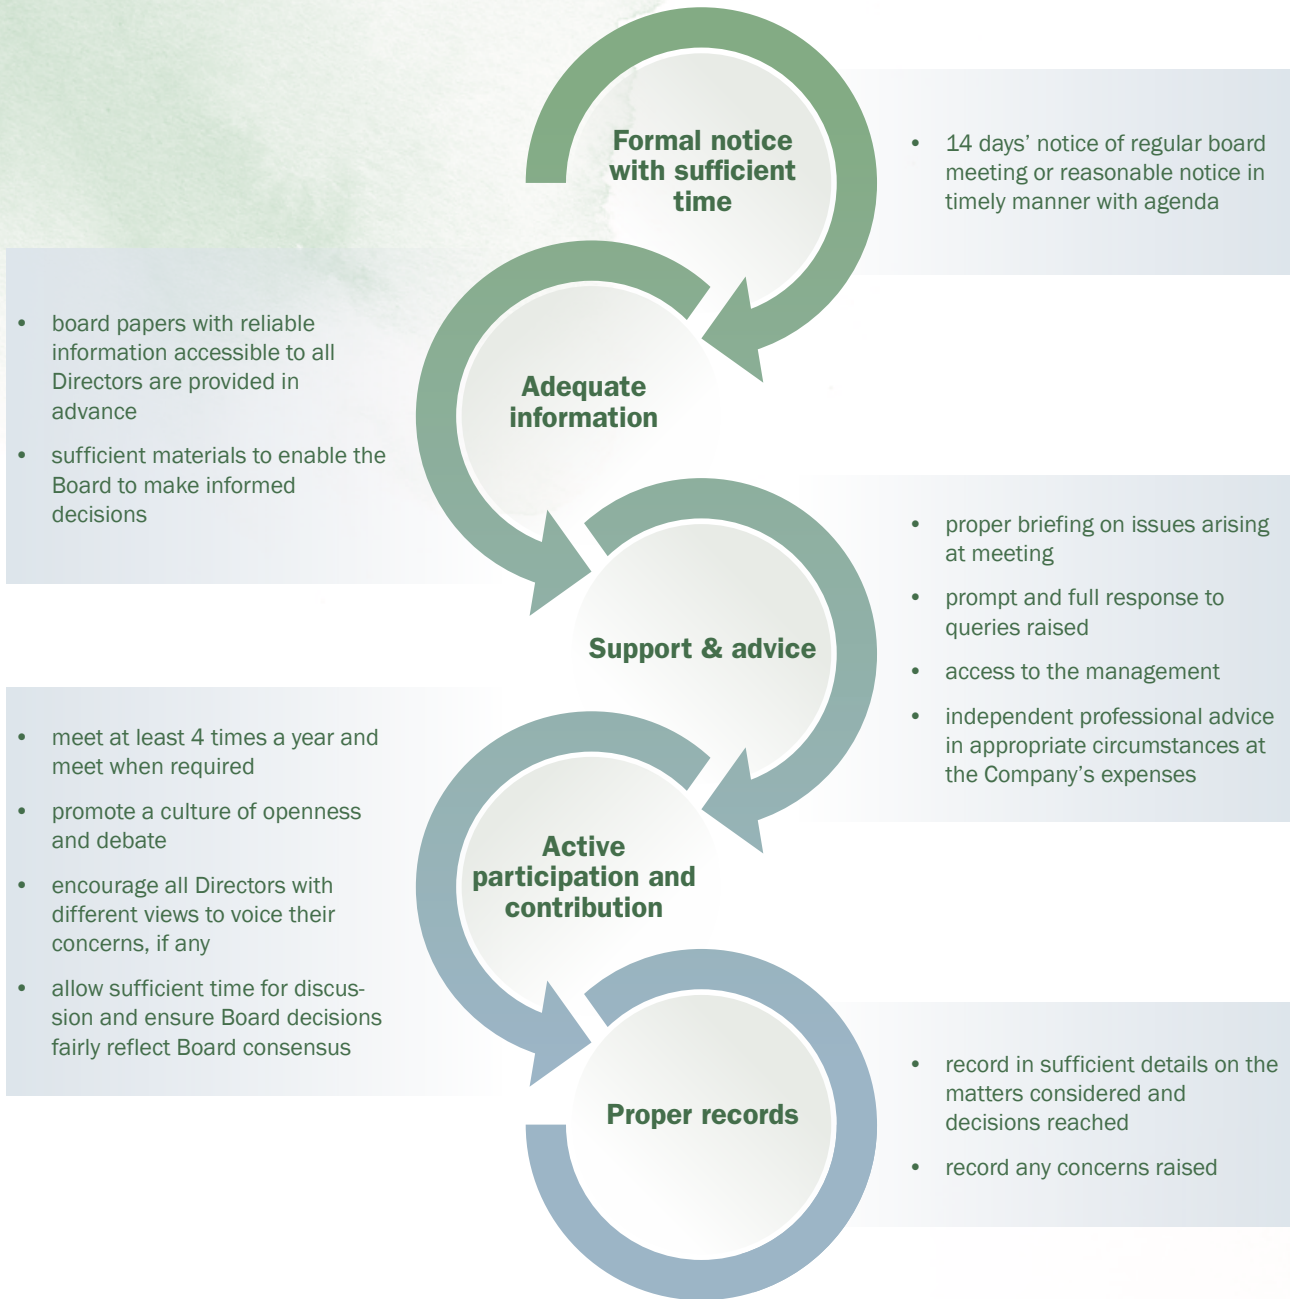 Formal notice
with sufficient
time
• 14 days’ notice of regular board
meeting or reasonable notice in
timely manner with agenda
Adequate
information
• board papers with reliable
information accessible to all
Directors are provided in
advance
• sufficient materials to enable the
Board to make informed
decisions
Support & advice
• proper briefing on issues arising
at meeting
• prompt and full response to
queries raised
• access to the management
• independent professional advice
in appropriate circumstances at
the Company’s expenses
Active
participation and
contribution
• meet at least 4 times a year and
meet when required
• promote a culture of openness
and debate
• encourage all Directors with
different views to voice their
concerns, if any
• allow sufficient time for discus-
sion and ensure Board decisions
fairly reflect Board consensus
Proper records
• record in sufficient details on the
matters considered and
decisions reached
• record any concerns raised